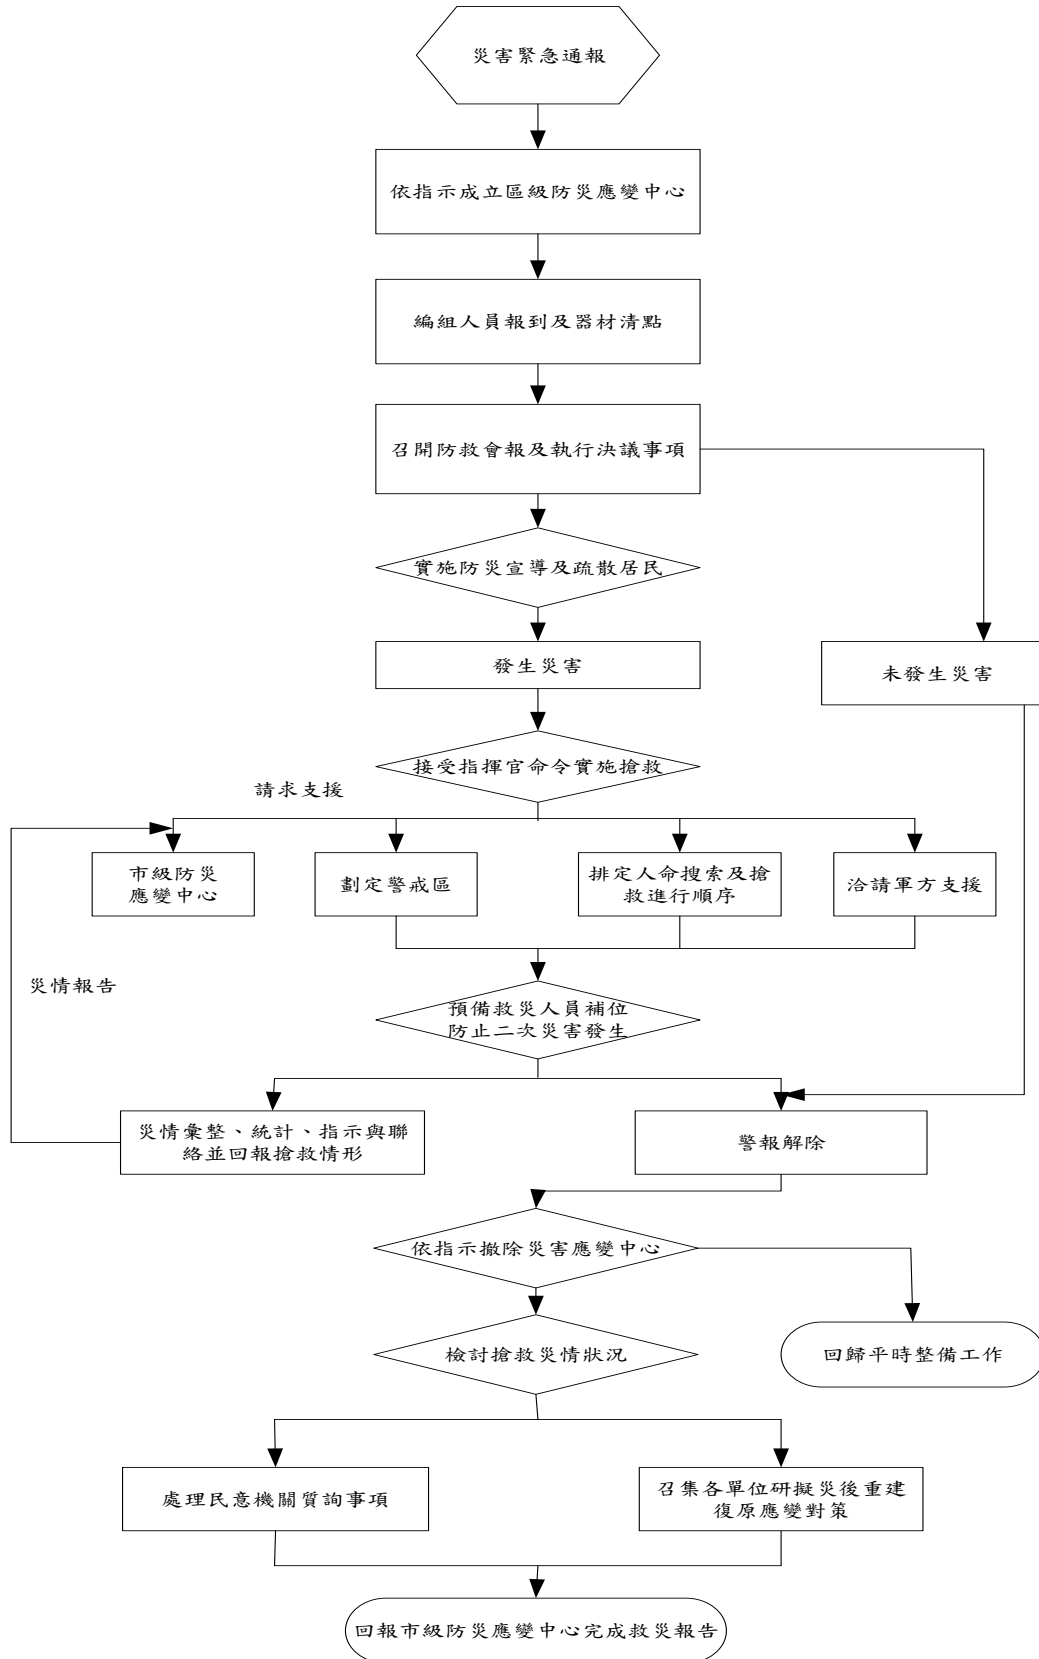 災害緊急通報
依指示成立區級防災應變中心
編組人員報到及器材清點
召開防救會報及執行決議事項
實施防災宣導及疏散居民
發生災害
未發生災害
接受指揮官命令實施搶救
請求支援
市級防災
應變中心
劃定警戒區
排定人命搜索及搶
救進行順序
洽請軍方支援
災情報告
預備救災人員補位
防止二次災害發生
災情彙整、統計、指示與聯
絡並回報搶救情形
警報解除
依指示撤除災害應變中心
檢討搶救災情狀況
回歸平時整備工作
處理民意機關質詢事項
召集各單位研擬災後重建
復原應變對策
回報市級防災應變中心完成救災報告